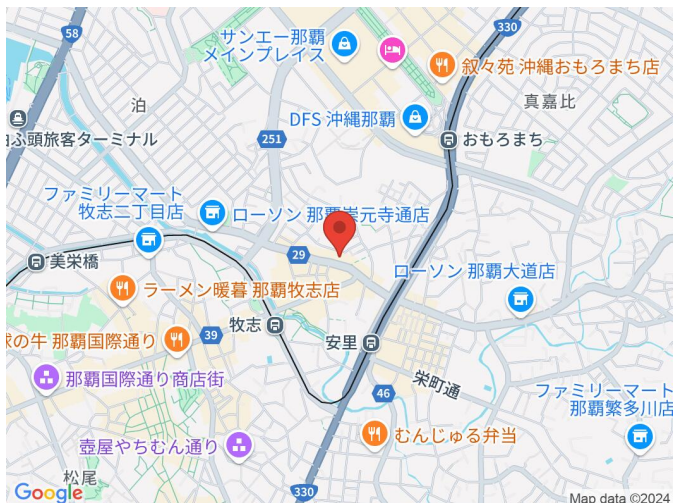 58
サンエー那覇
メインプレイス
330
叙々苑 沖縄おもろまち店
泊
真嘉比
DFS 沖縄那覇
251
おもろまち
ふ頭旅客ターミナル
ファミリーマート
牧志二丁目店
ローソン 那覇崇元寺通店
29
美栄橋
ローソン 那覇大道店
ラーメン暖暮 那覇牧志店
牧志
の牛 那覇国際通り
39
安里
那覇国際通り商店街
栄町通
46
ファミリーマート
那覇繁多川店
壺屋やちむん通り
むんじゅる弁当
松尾
Google
330
Map data ©2024